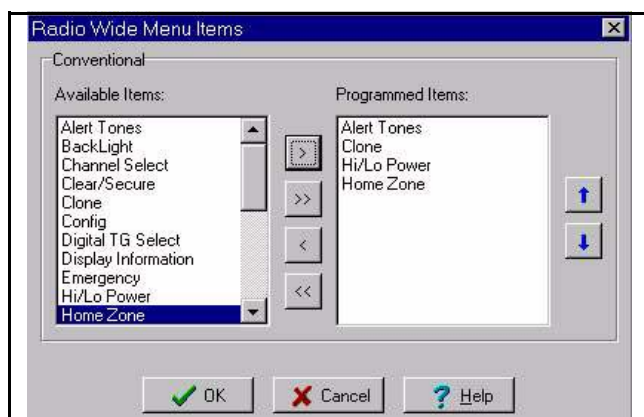 Radio Wide Menu Items
Conventional
Available Items:
Alert Tones
BackLight
Channel Select
Clear/Secure
Clone
Config
Digital TG Select
Display Information
Emergency
Hi/Lo Power
Home Zone
>
>>
<
<<
Programmed Items:
Alert Tones
Clone
Hi/Lo Power
Home Zone
OK
Cancel
? Help